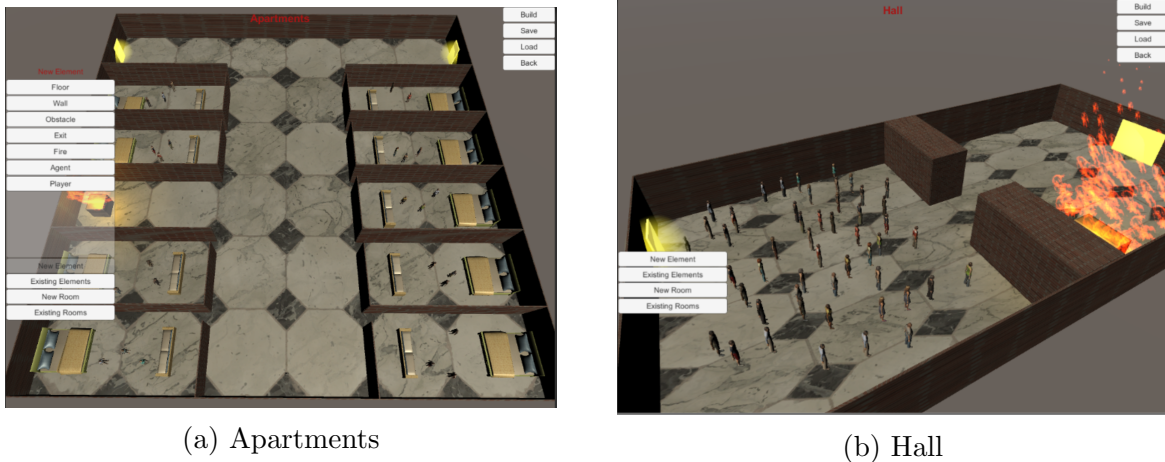 Apartments
Build
Save
Load
Back
New Element
Floor
Wall
Obstacle
Exit
Fire
Agent
Player
New Element
Existing Elements
New Room
Existing Rooms
(a) Apartments
Hall
Build
Save
Load
Back
New Element
Existing Elements
New Room
Existing Rooms
(b) Hall